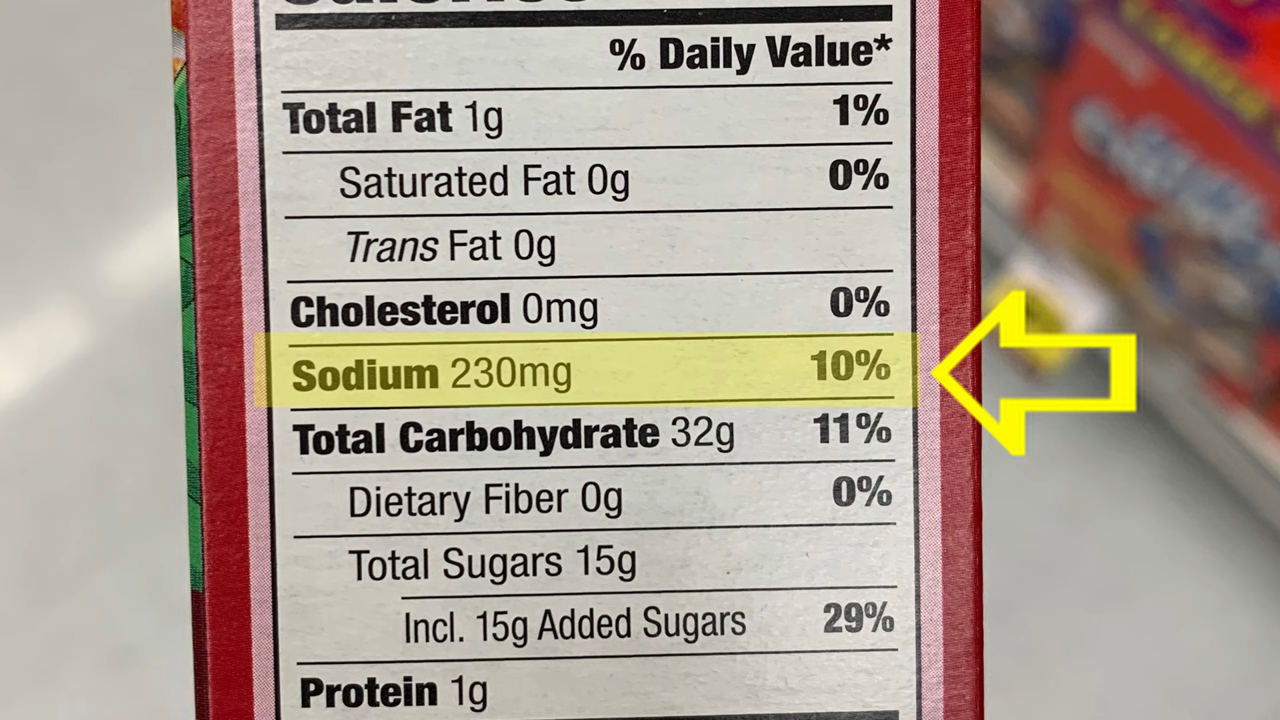 % Daily Value*
Total Fat 1g 1%
Saturated Fat 0g 0%
Trans Fat 0g
Cholesterol 0mg 0%
Sodium 230mg 10%
Total Carbohydrate 32g 11%
Dietary Fiber 0g 0%
Total Sugars 15g
Incl. 15g Added Sugars 29%
Protein 1g